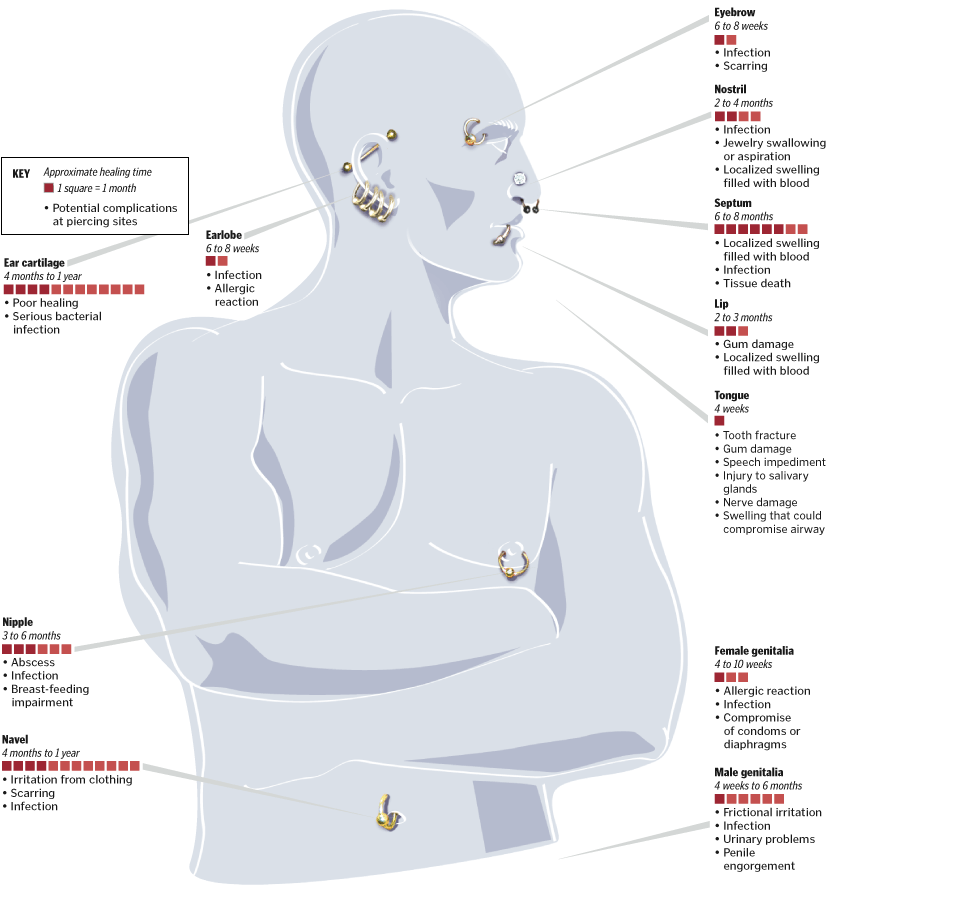 Eyebrow
6 to 8 weeks
• Infection
• Scarring
Nostril
2 to 4 months
• Infection
• Jewelry swallowing
or aspiration
• Localized swelling
filled with blood
Septum
6 to 8 months
• Localized swelling
filled with blood
• Infection
• Tissue death
Lip
2 to 3 months
• Gum damage
• Localized swelling
filled with blood
Tongue
4 weeks
• Tooth fracture
• Gum damage
• Speech impediment
• Injury to salivary
glands
• Nerve damage
• Swelling that could
compromise airway
KEY Approximate healing time
1 square = 1 month
• Potential complications
at piercing sites
Ear cartilage
4 months to 1 year
• Poor healing
• Serious bacterial
infection
Earlobe
6 to 8 weeks
• Infection
• Allergic
reaction
Nipple
3 to 6 months
• Abscess
• Infection
• Breast-feeding
impairment
Navel
4 months to 1 year
• Irritation from clothing
• Scarring
• Infection
Female genitalia
4 to 10 weeks
• Allergic reaction
• Infection
• Compromise
of condoms or
diaphragms
Male genitalia
4 weeks to 6 months
• Frictional irritation
• Infection
• Urinary problems
• Penile
engorgement